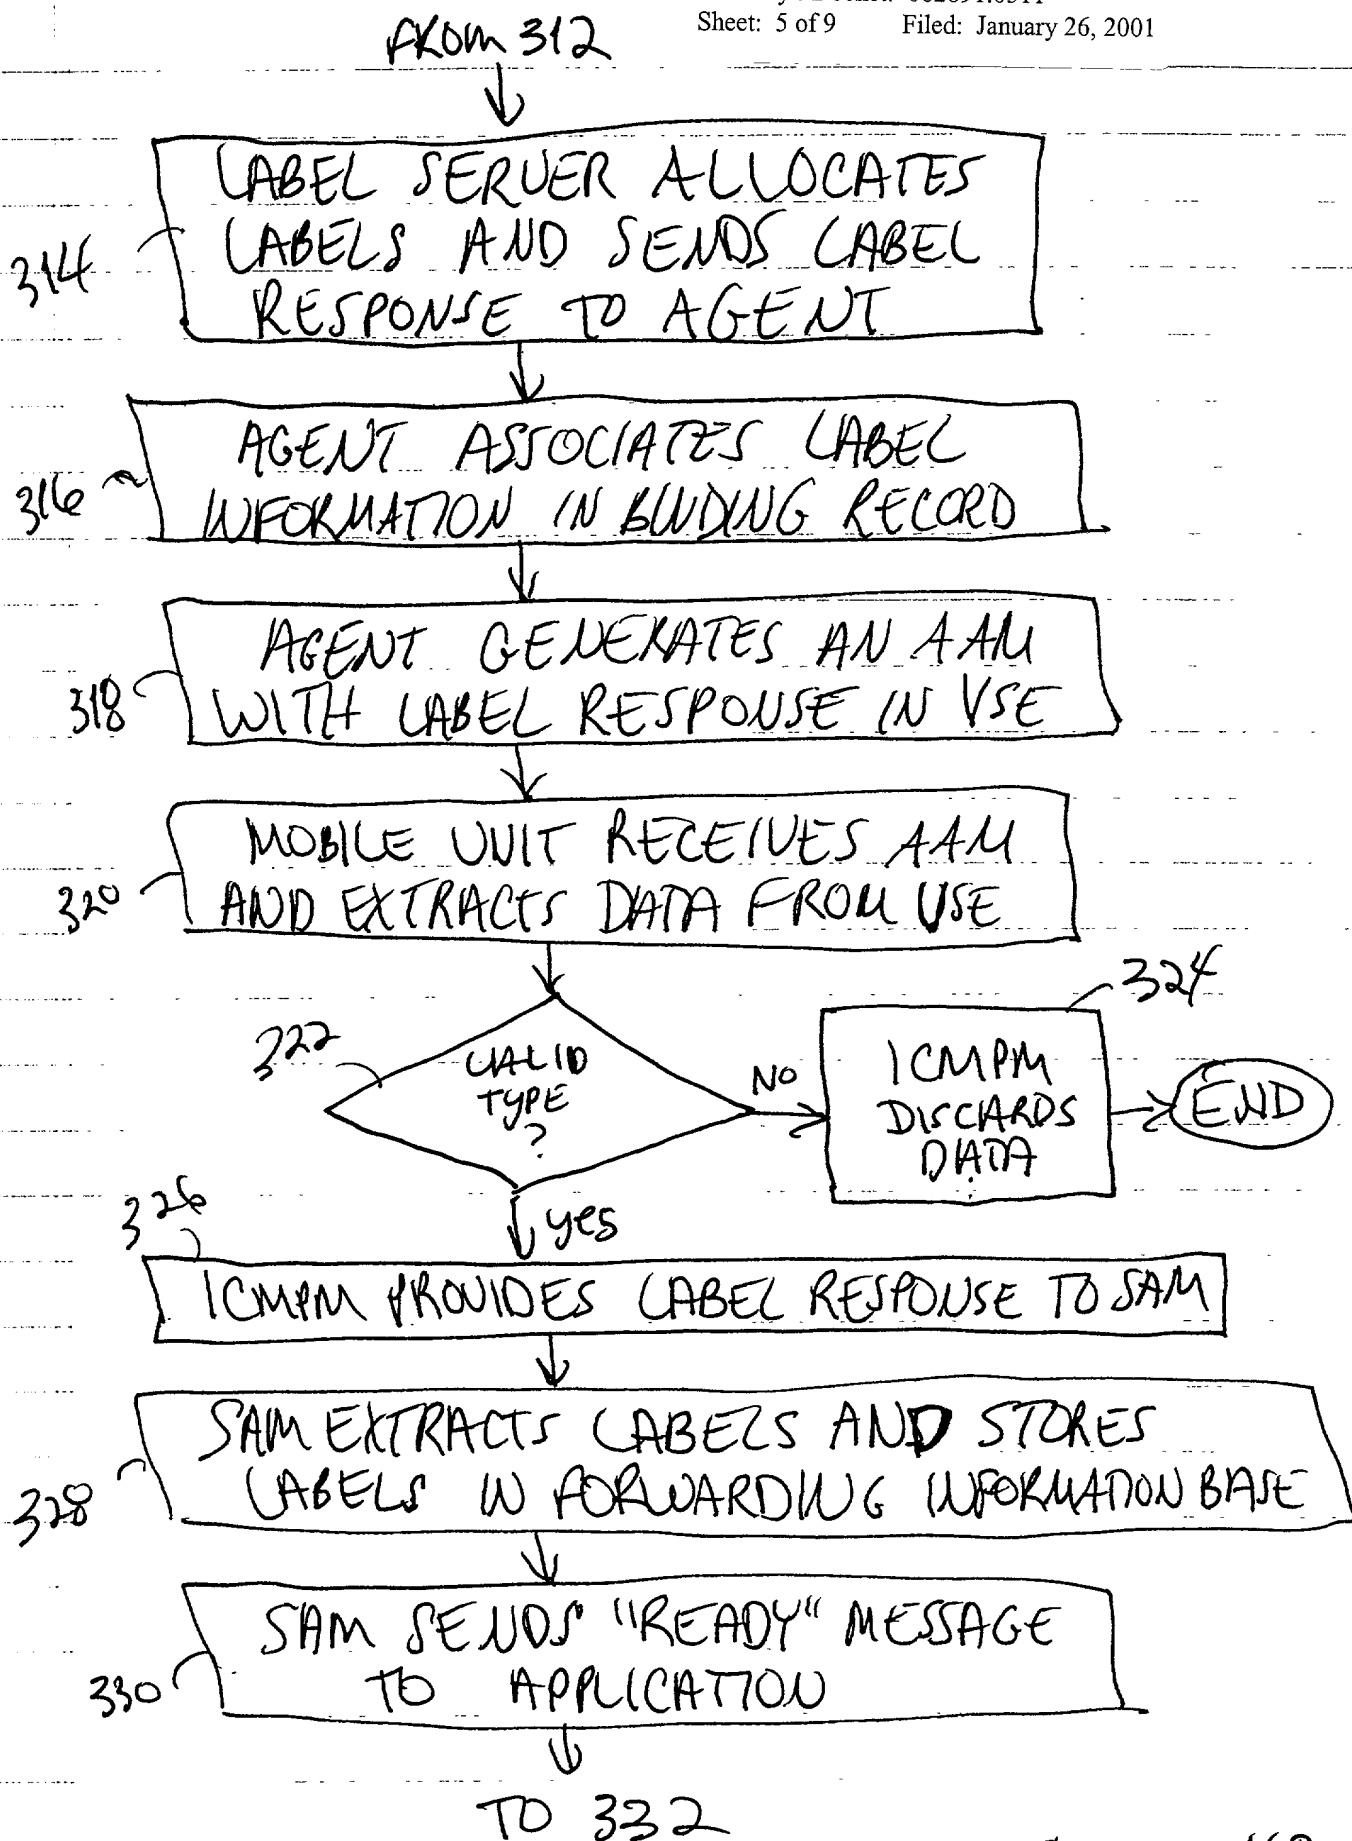 Sheet: 5 of 9 Filed: January 26, 2001
FROM 312
LABEL SERVER ALLOCATES
LABELS AND SENDS LABEL
RESPONSE TO AGENT
314
AGENT ASSOCIATES LABEL
INFORMATION IN BINDING RECORD
316
AGENT GENERATES AN AAM
WITH LABEL RESPONSE IN VSE
318
MOBILE UNIT RECEIVES AAM
AND EXTRACTS DATA FROM VSE
320
322
VALID
TYPE
?
NO
324
ICMPM
DISCARDS
DATA
END
yes
326
ICMPM PROVIDES LABEL RESPONSE TO SAM
SAM EXTRACTS LABELS AND STORES
LABELS IN FORWARDING INFORMATION BASE
328
SAM SENDS "READY" MESSAGE
TO APPLICATION
330
TO 332